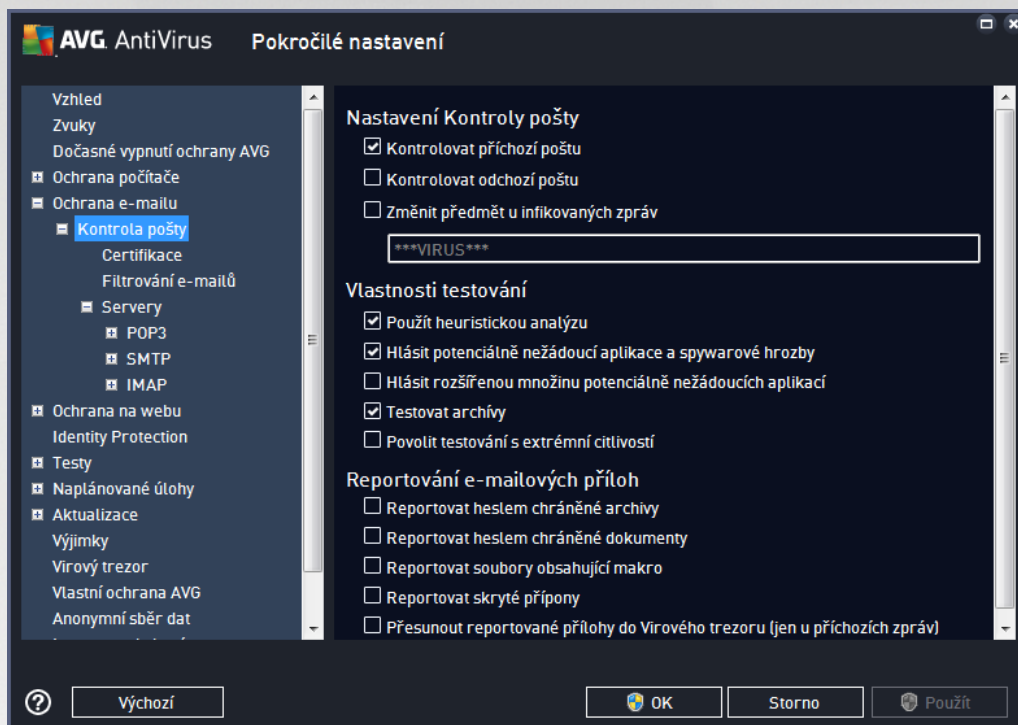 AVG AntiVirus Pokročilé nastavení
Vzhled
Zvuky
Dočasné vypnutí ochrany AVG
Ochrana počítače
Ochrana e-mailu
Kontrola pošty
Certifikace
Filtrování e-mailů
Servery
POP3
SMTP
IMAP
Ochrana na webu
Identity Protection
Testy
Naplánované úlohy
Aktualizace
Výjimky
Virový trezor
Vlastní ochrana AVG
Anonymní sběr dat
Nastavení Kontroly pošty
Kontrolovat příchozí poštu
Kontrolovat odchozí poštu
Změnit předmět u infikovaných zpráv
***VIRUS***
Vlastnosti testování
Použít heuristickou analýzu
Hlásit potenciálně nežádoucí aplikace a spywarové hrozby
Hlásit rozšířenou množinu potenciálně nežádoucích aplikací
Testovat archívy
Povolit testování s extrémní citlivostí
Reportování e-mailových příloh
Reportovat heslem chráněné archivy
Reportovat heslem chráněné dokumenty
Reportovat soubory obsahující makro
Reportovat skryté přípony
Přesunout reportované přílohy do Virového trezoru (jen u příchozích zpráv)
Výchozí
OK
Storno
Použít